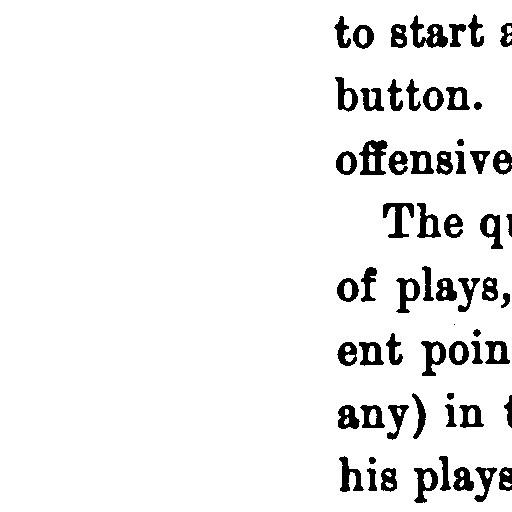 to start a
button.
offensive
The qu
of plays,
ent poin
any) in t
his plays